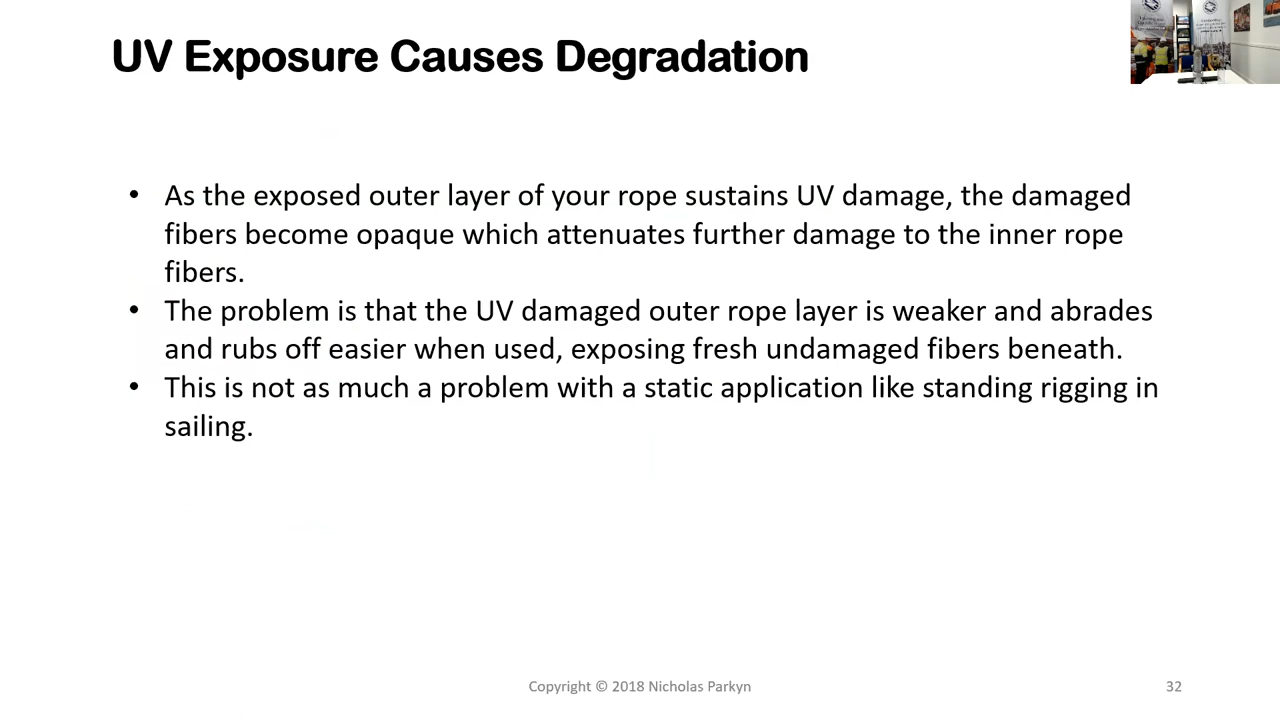 UV Exposure Causes Degradation
• As the exposed outer layer of your rope sustains UV damage, the damaged
fibers become opaque which attenuates further damage to the inner rope
fibers.
• The problem is that the UV damaged outer rope layer is weaker and abrades
and rubs off easier when used, exposing fresh undamaged fibers beneath.
• This is not as much a problem with a static application like standing rigging in
sailing.
Copyright © 2018 Nicholas Parkyn
32